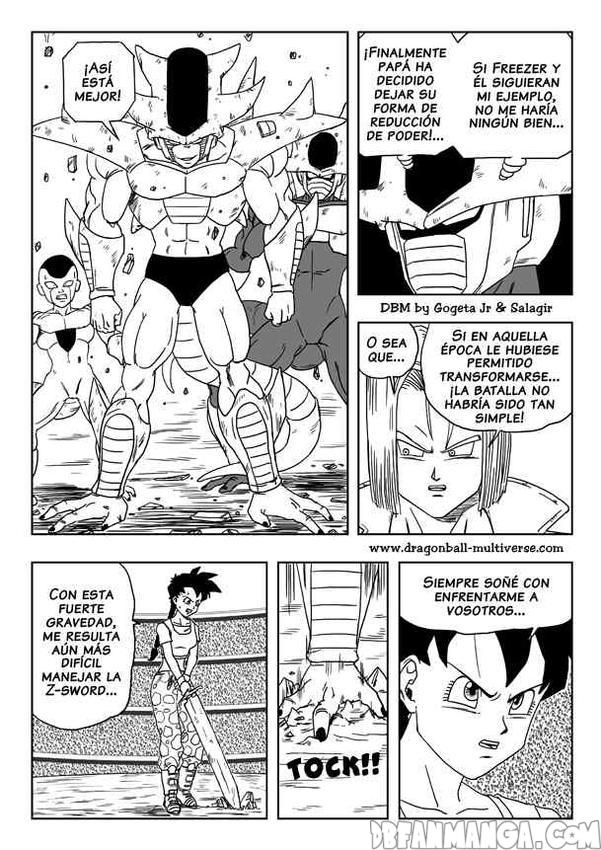 ¡ASÍ
ESTÁ
MEJOR!
¡FINALMENTE
PAPÁ HA
DECIDIDO
DEJAR SU
FORMA DE
REDUCCIÓN
DE PODER!...
SI FREEZER Y
ÉL SIGUIERAN
MI EJEMPLO,
NO ME HARÍA
NINGÚN BIEN...
DBM by Gogeta Jr & Salagir
O SEA
QUE...
SI EN AQUELLA
ÉPOCA LE HUBIESE
PERMITIDO
TRANSFORMARSE...
¡LA BATALLA NO
HABRÍA SIDO TAN
SIMPLE!
www.dragonball-multiverse.com
CON ESTA
FUERTE
GRAVEDAD,
ME RESULTA
AÚN MÁS
DIFÍCIL
MANEJAR LA
Z-SWORD...
TOCK!!
SIEMPRE SOÑÉ CON
ENFRENTARME A
VOSOTROS...
DBFANMANGA.COM